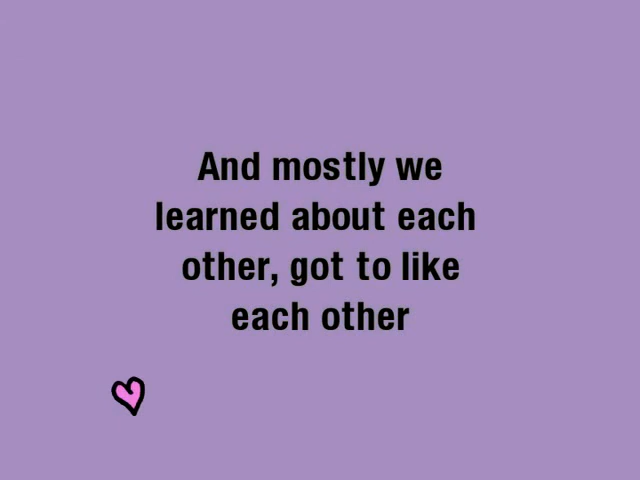 And mostly we
learned about each
other, got to like
each other